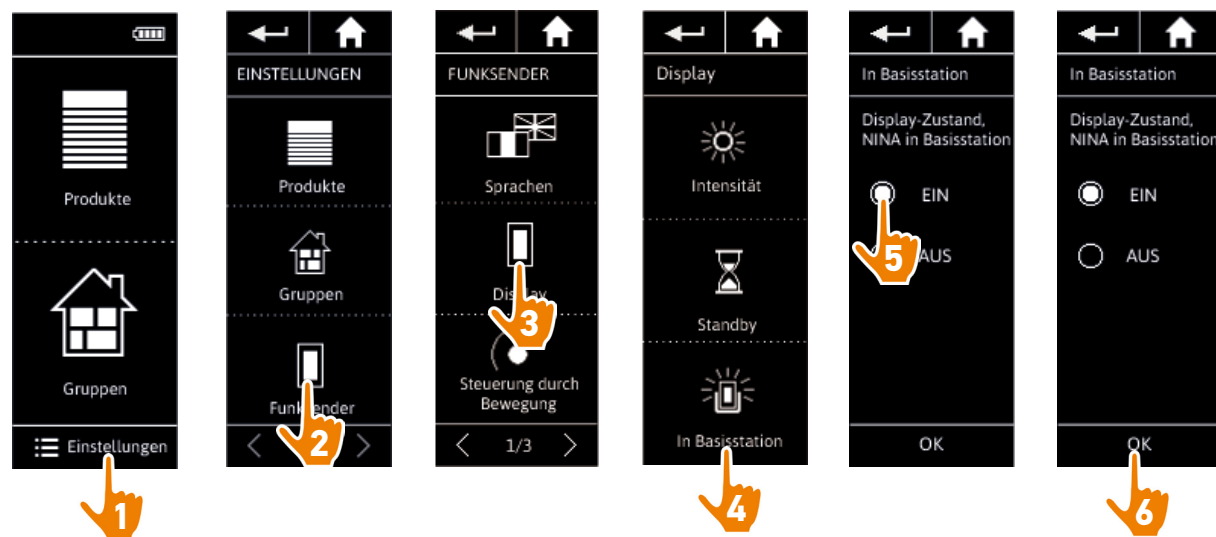 Produkte
Gruppen
Einstellungen
1
EINSTELLUNGEN
Produkte
Gruppen
Funksender
2
FUNKSENDER
Sprachen
Display
3
Steuerung durch
Bewegung
1/3
Display
Intensität
Standby
In Basisstation
4
In Basisstation
Display-Zustand,
NINA in Basisstation
EIN
5
AUS
OK
In Basisstation
Display-Zustand,
NINA in Basisstation
EIN
AUS
OK
6